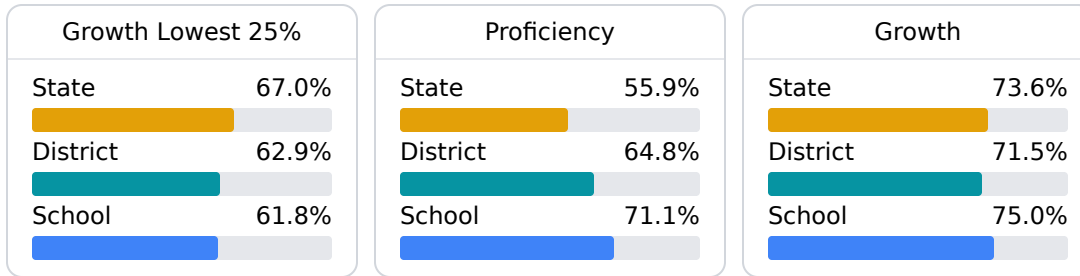 Growth Lowest 25%
State 67.0%
District 62.9%
School 61.8%
Proficiency
State 55.9%
District 64.8%
School 71.1%
Growth
State 73.6%
District 71.5%
School 75.0%